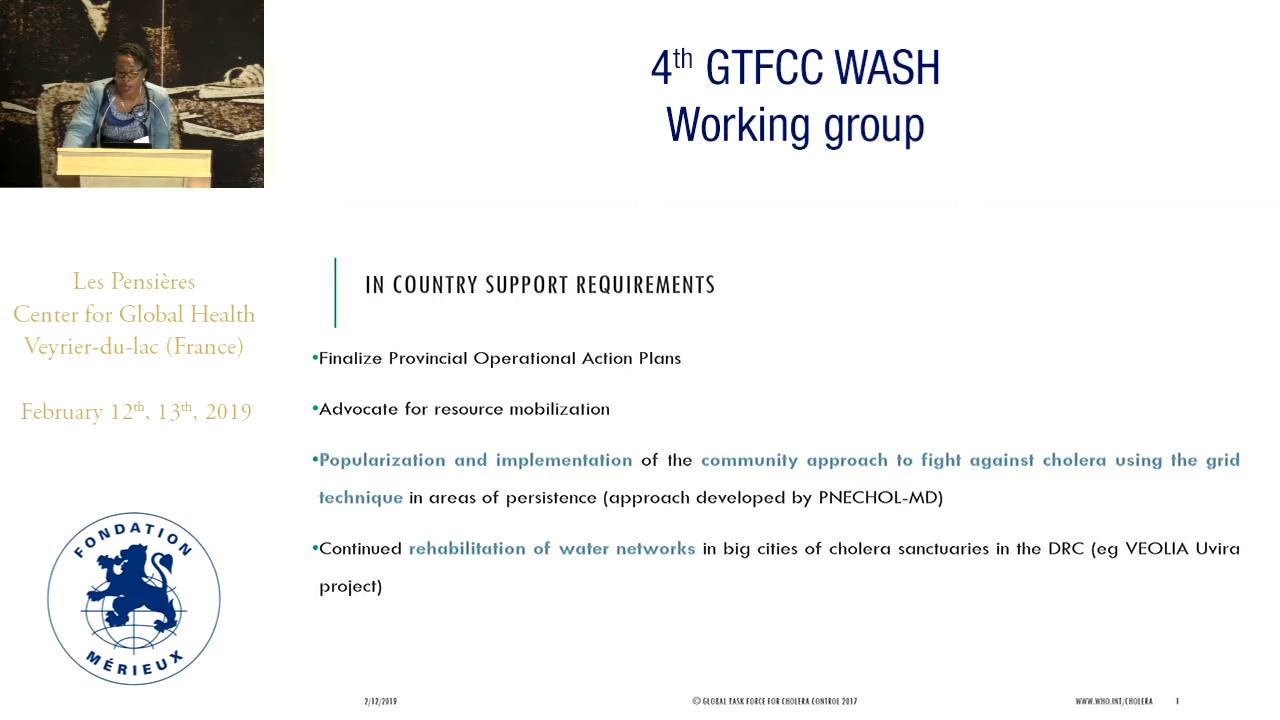 4th GTFCC WASH
Working group
Les Pensières
Center for Global Health
Veyrier-du-lac (France)
February 12th, 13th, 2019
FONDATION
MÉRIEUX
IN COUNTRY SUPPORT REQUIREMENTS
•Finalize Provincial Operational Action Plans
•Advocate for resource mobilization
•Popularization and implementation of the community approach to fight against cholera using the grid
technique in areas of persistence (approach developed by PNECHOL-MD)
•Continued rehabilitation of water networks in big cities of cholera sanctuaries in the DRC (eg VEOLIA Uvira
project)
2/12/2019
© GLOBAL TASK FORCE FOR CHOLERA CONTROL 2017
WWW.WHO.INT/CHOLERA
1